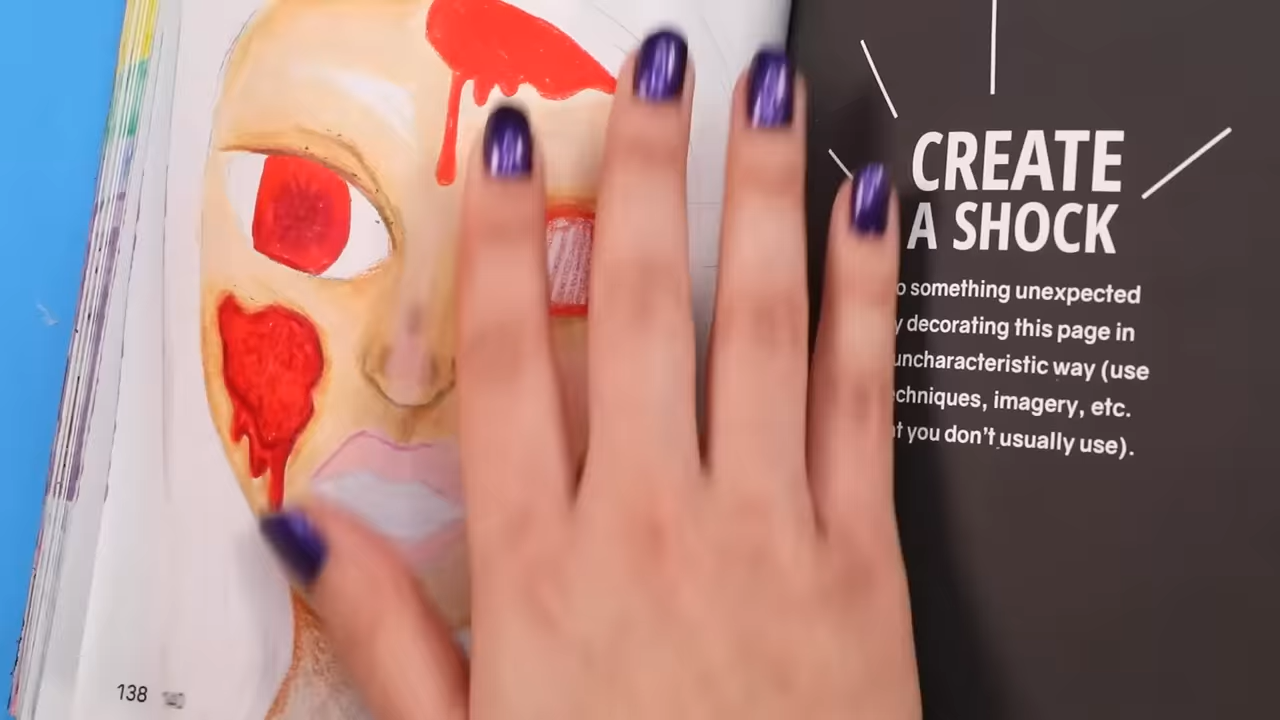 CREATE
A SHOCK
o something unexpected
y decorating this page in
uncharacteristic way (use
echniques, imagery, etc.
t you don't usually use).
138